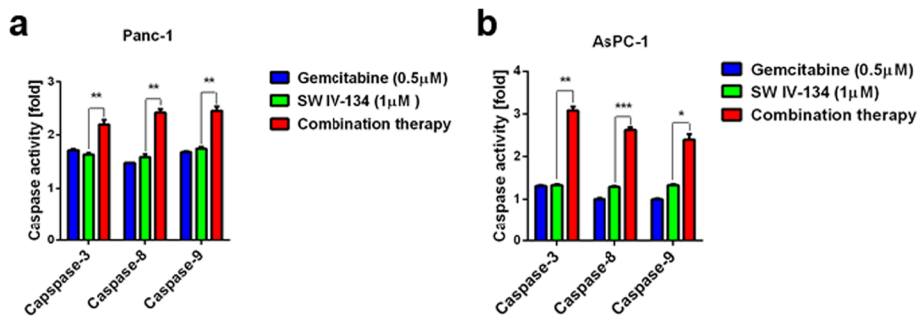 a
Panc-1
Caspase activity [fold]
3
2
1
0
**
**
**
Capspase-3
Caspase-8
Caspase-9
Gemcitabine (0.5μM)
SW IV-134 (1μM )
Combination therapy
b
AsPC-1
Caspase activity [fold]
4
3
2
1
0
**
***
*
Caspase-3
Caspase-8
Caspase-9
Gemcitabine (0.5μM)
SW IV-134 (1μM)
Combination therapy